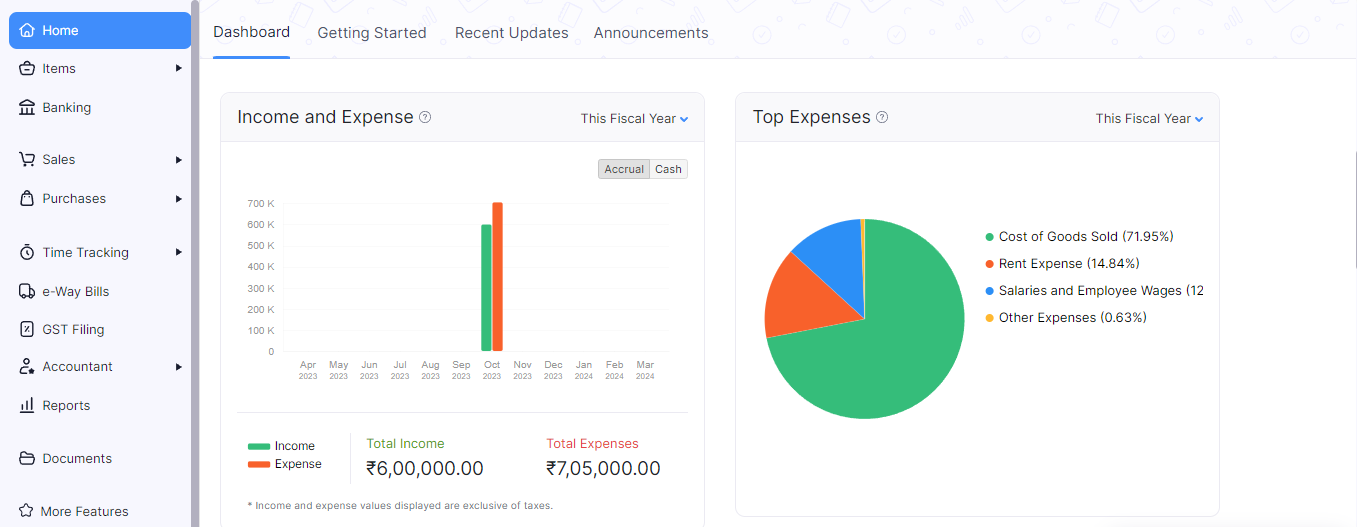 Home
Items
Banking
Sales
Purchases
Time Tracking
e-Way Bills
GST Filing
Accountant
Reports
Documents
More Features
Dashboard Getting Started Recent Updates Announcements
Income and Expense ? This Fiscal Year
Accrual Cash
700 K
600 K
500 K
400 K
300 K
200 K
100 K
0
Apr May Jun Jul Aug Sep Oct Nov Dec Jan Feb Mar
2023 2023 2023 2023 2023 2023 2023 2023 2023 2024 2024 2024
Income
Expense
Total Income
₹6,00,000.00
Total Expenses
₹7,05,000.00
* Income and expense values displayed are exclusive of taxes.
Top Expenses ? This Fiscal Year
Cost of Goods Sold (71.95%)
Rent Expense (14.84%)
Salaries and Employee Wages (12
Other Expenses (0.63%)